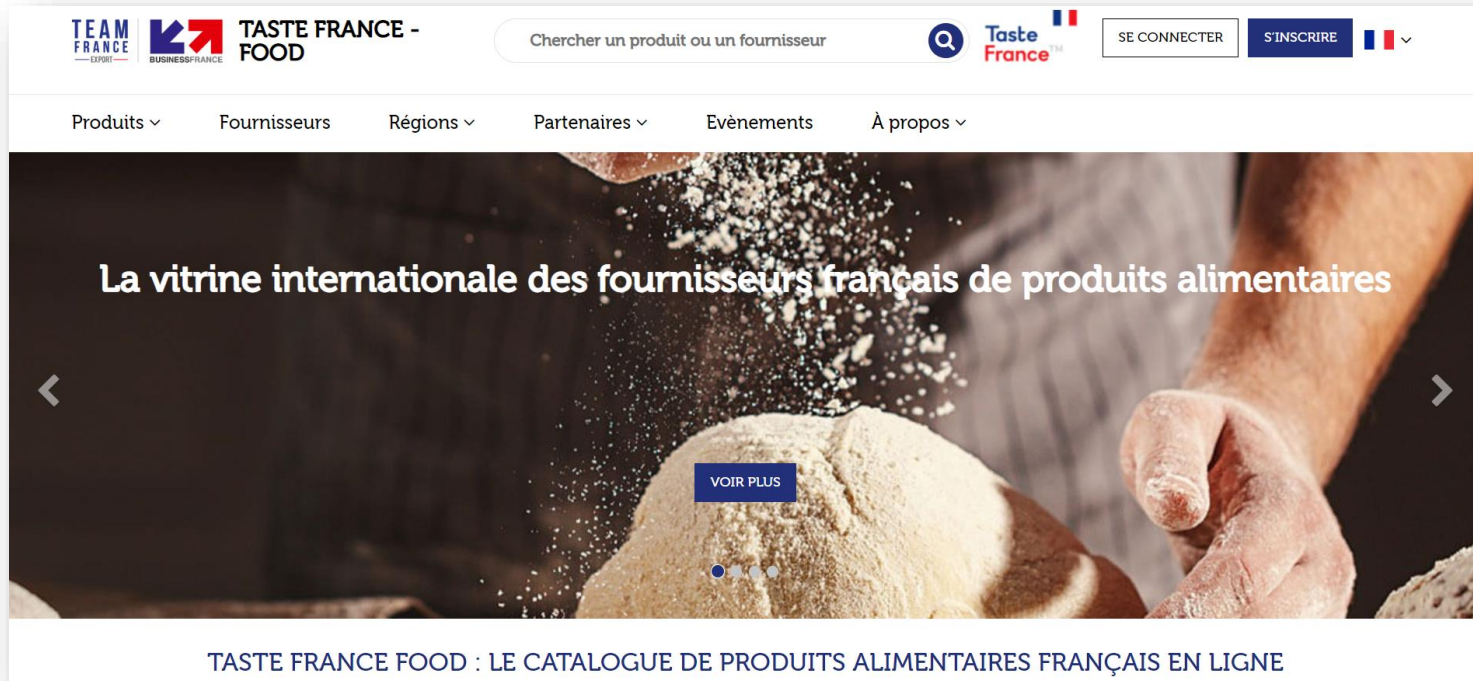 TEAM
FRANCE
EXPORT
BUSINESSFRANCE
TASTE FRANCE -
FOOD
Chercher un produit ou un fournisseur
Taste
France™
SE CONNECTER
S'INSCRIRE
Produits
Fournisseurs
Régions
Partenaires
Evènements
À propos
La vitrine internationale des fournisseurs français de produits alimentaires
VOIR PLUS
TASTE FRANCE FOOD : LE CATALOGUE DE PRODUITS ALIMENTAIRES FRANÇAIS EN LIGNE